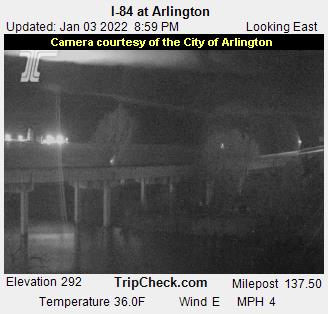 I-84 at Arlington
Updated: Jan 03 2022 8:59 PM Looking East
Camera courtesy of the City of Arlington
Elevation 292 TripCheck.com Milepost 137.50
Temperature 36.0F Wind E MPH 4